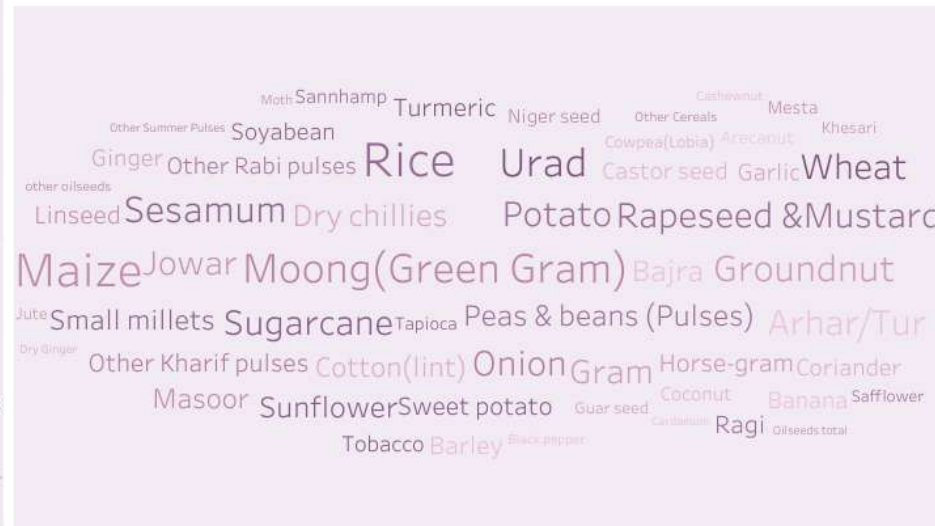 Moth Sannhamp Turmeric Niger seed Other Cereals Cashewnut Mesta
Other Summer Pulses Soyabean Cowpea(Lobia) Arecanut Khesari
Ginger Other Rabi pulses Rice Urad Castor seed Garlic Wheat
other oilseeds
Linseed Sesamum Dry chillies Potato Rapeseed &Mustard
Maize Jowar Moong(Green Gram) Bajra Groundnut
Jute Small millets Sugarcane Tapioca Peas & beans (Pulses) Arhar/Tur
Dry Ginger
Other Kharif pulses Cotton(lint) Onion Gram Horse-gram Coriander
Masoor Sunflower Sweet potato Guar seed Coconut Banana Safflower
Cardamom Ragi Oilseeds total
Tobacco Barley Black pepper